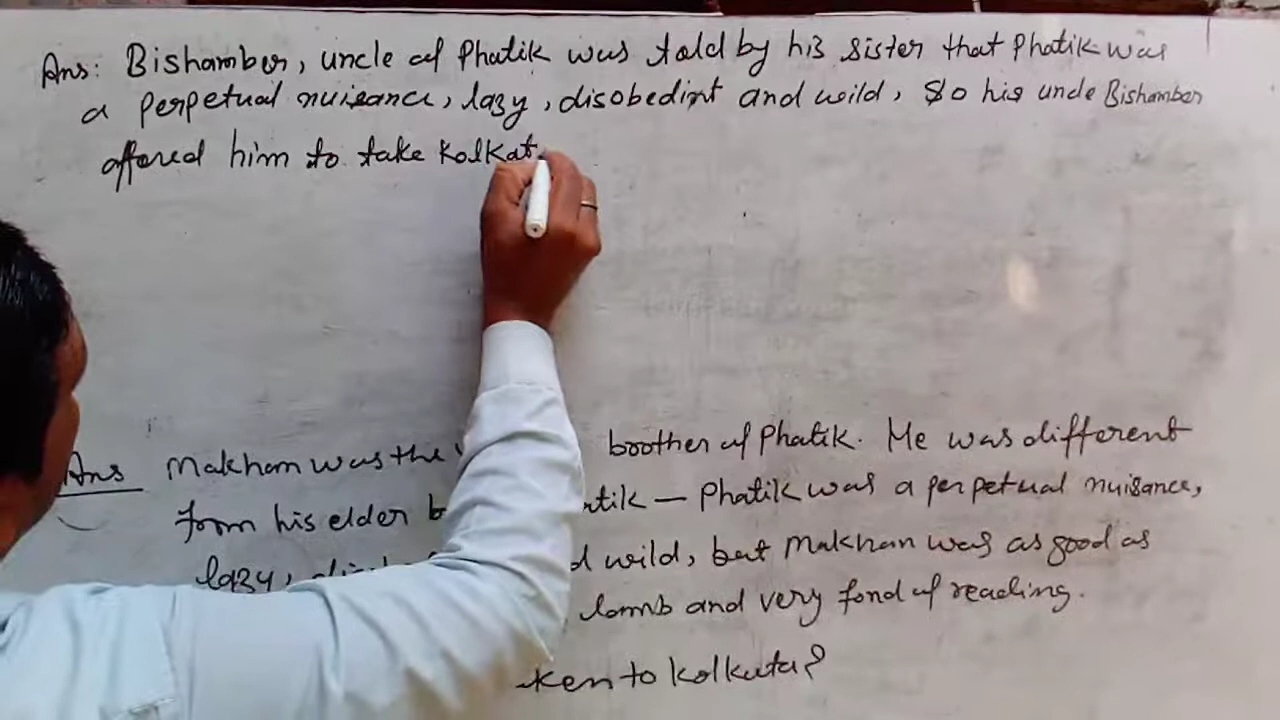 Ans: Bishamber, uncle of Phatik was told by his sister that Phatik was
a perpetual nuisance, lazy, disobedint and wild, So his uncle Bishamber
offered him to take Kolkat
Ans Makhan was the brother of Phatik. He was different
from his elder Phatik was a perpetual nuisance,
lazy, wild, but Makhan was as good as
lamb and very fond of reading.
to Kolkata?